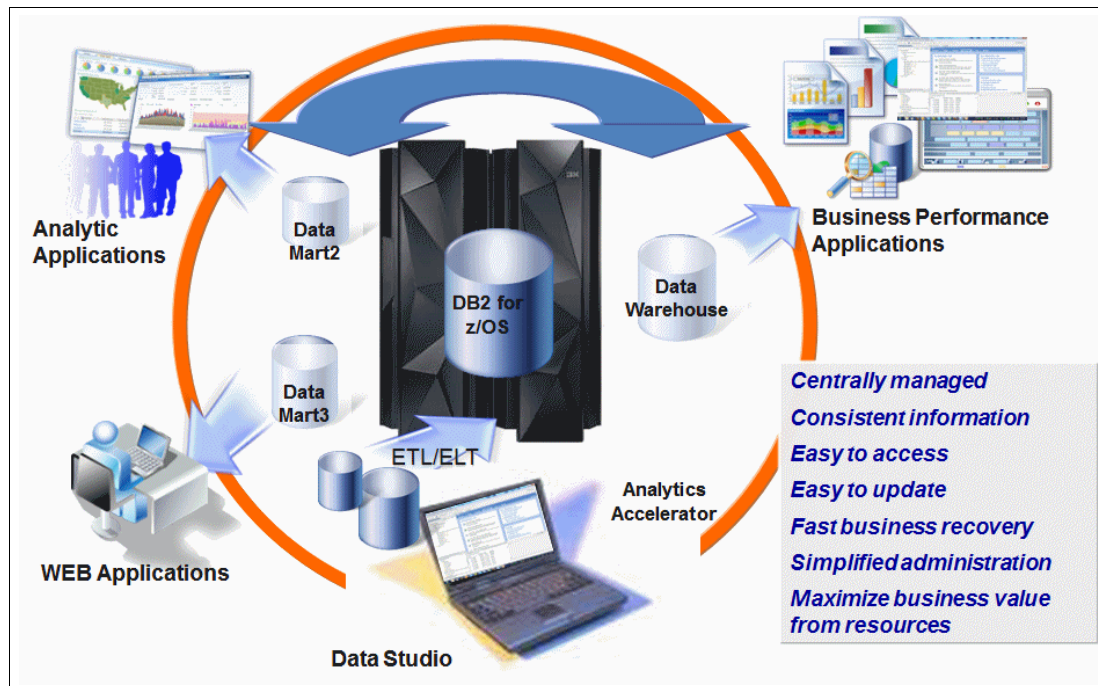 Analytic
Applications
Data
Mart2
IBM
DB2 for
z/OS
Data
Warehouse
Business Performance
Applications
Data
Mart3
ETL/ELT
Analytics
Accelerator
WEB Applications
Data Studio
Centrally managed
Consistent information
Easy to access
Easy to update
Fast business recovery
Simplified administration
Maximize business value
from resources